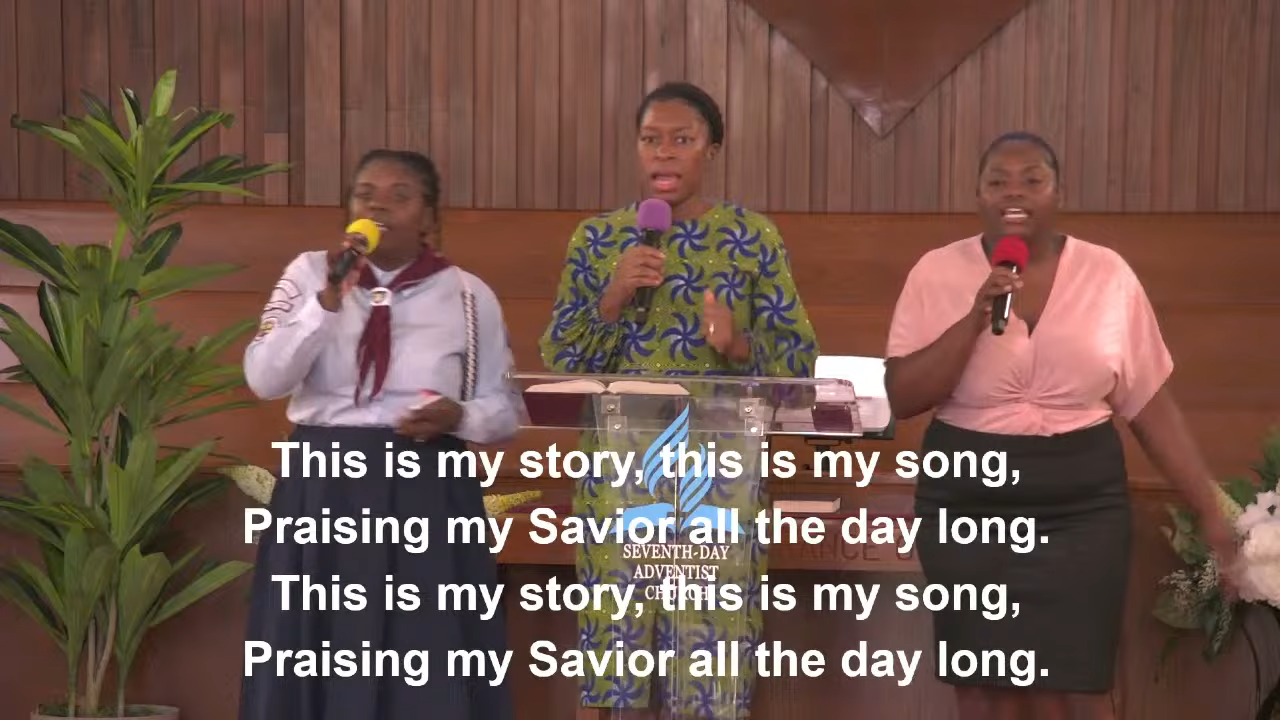 This is my story, this is my song,
Praising my Savior all the day long.
This is my story, this is my song,
Praising my Savior all the day long.
SEVENTH-DAY
ADVENTIST
CHURCH